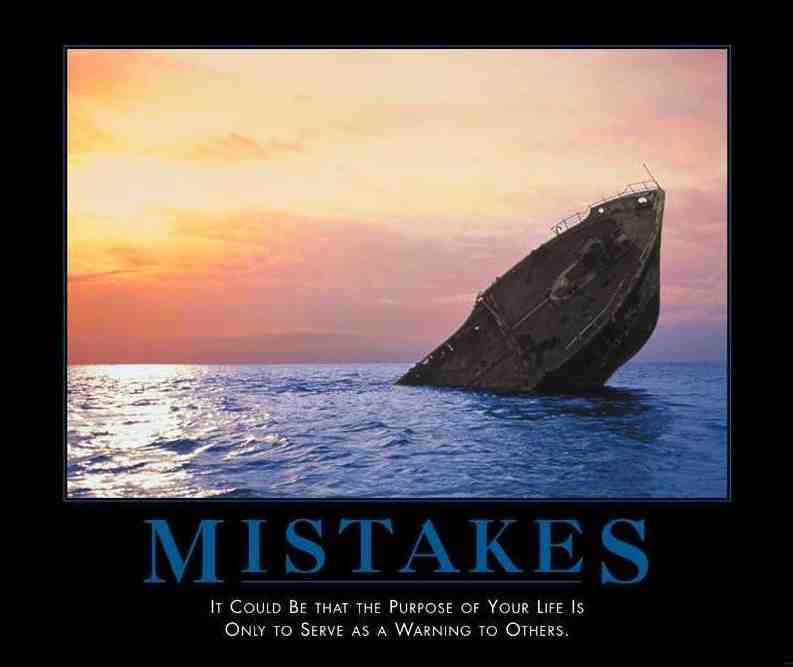 MISTAKES
IT COULD BE THAT THE PURPOSE OF YOUR LIFE IS
ONLY TO SERVE AS A WARNING TO OTHERS.